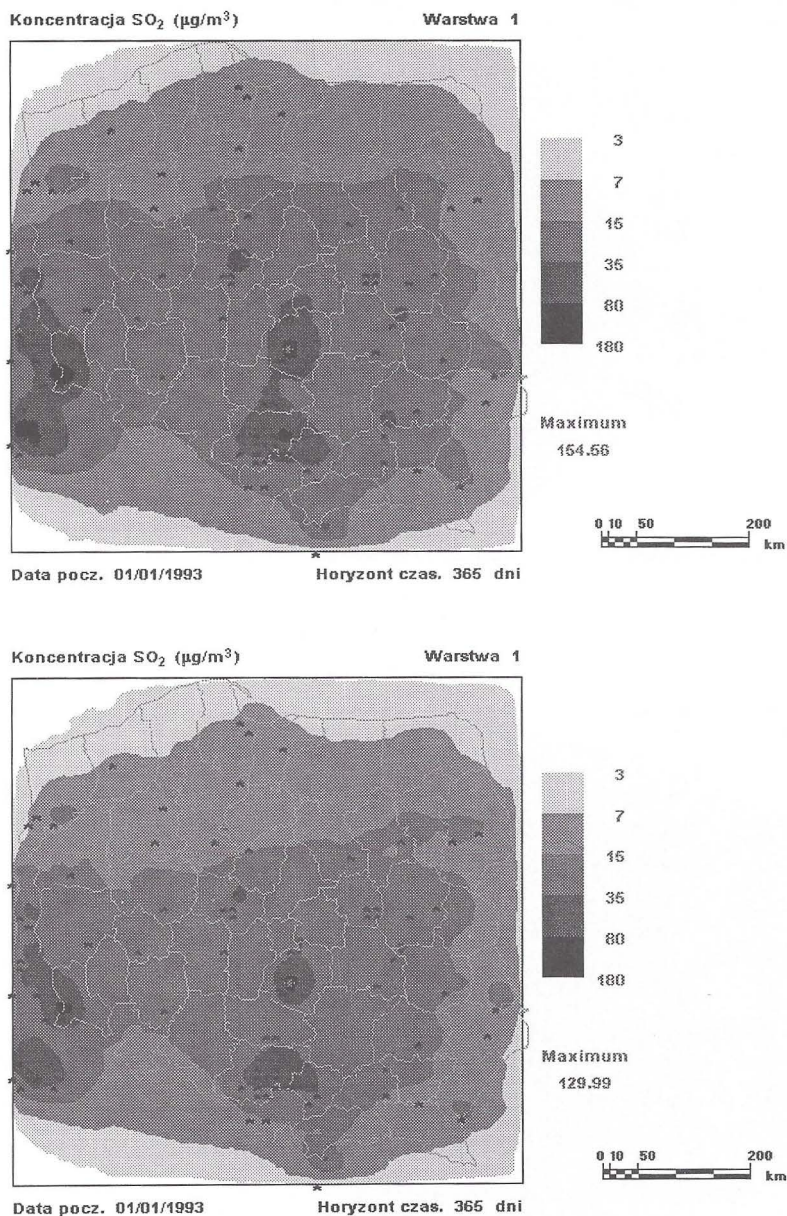 Koncentracja SO₂ (µg/m³) Warstwa 1
3
7
15
35
80
180
Maximum
154.56
0 10 50 200
km
Data pocz. 01/01/1993 Horyzont czas. 365 dni
Koncentracja SO₂ (µg/m³) Warstwa 1
3
7
15
35
80
180
Maximum
129.99
0 10 50 200
km
Data pocz. 01/01/1993 Horyzont czas. 365 dni